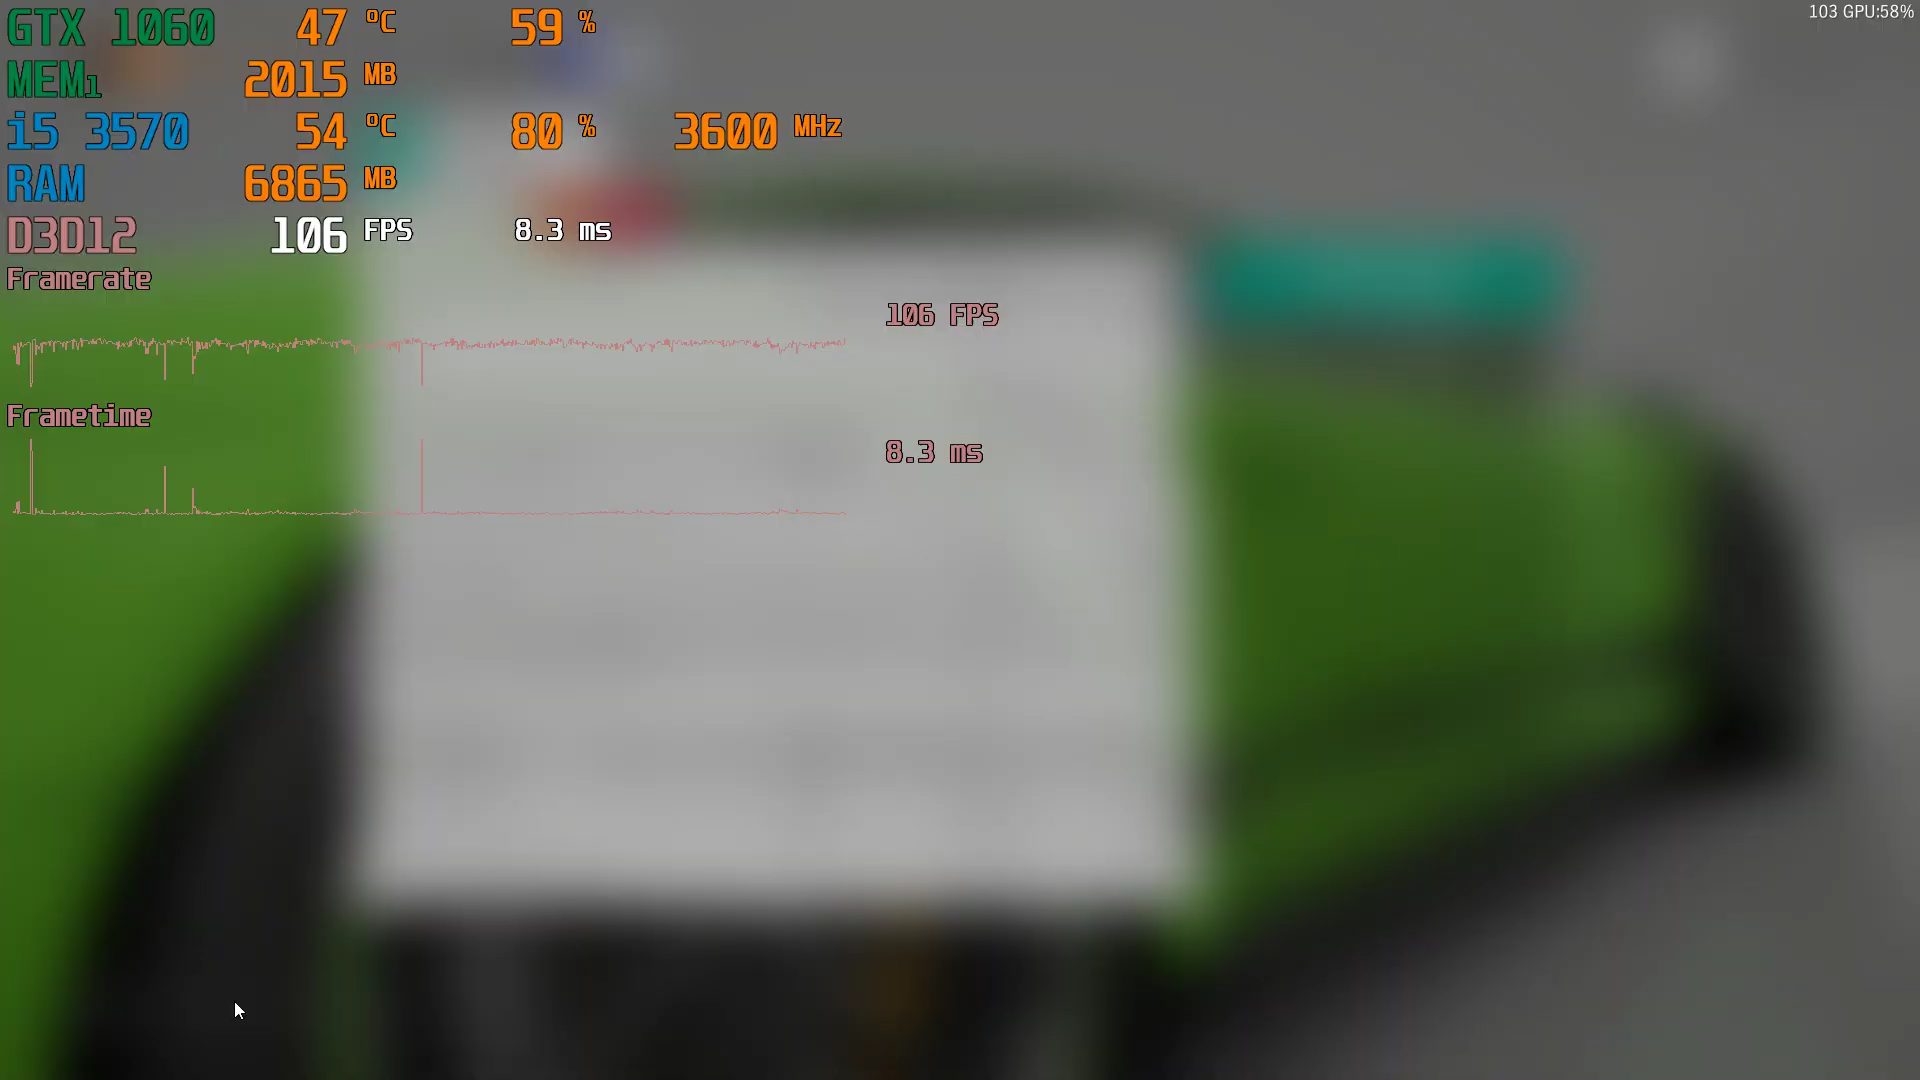 GTX 1060 47 °C 59 %
103 GPU:58%
MEM1 2015 MB
i5 3570 54 °C 80 % 3600 MHz
RAM 6865 MB
D3D12 106 FPS 8.3 ms
Framerate
106 FPS
Frametime
8.3 ms